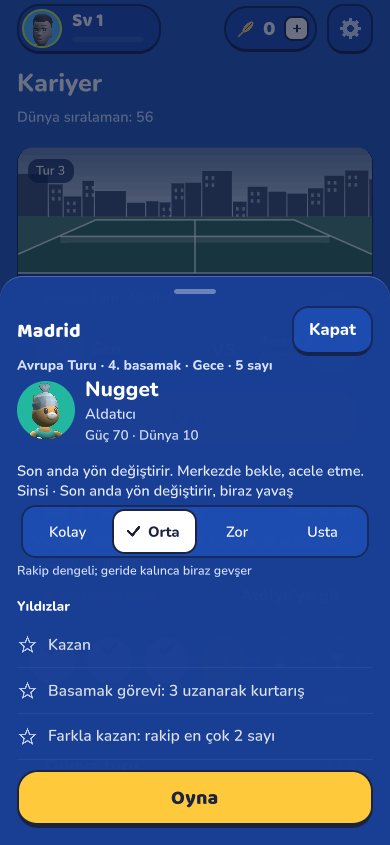 Sv 1
0
Kariyer
Dünya sıralaman: 56
Tur 3
Madrid
Kapat
Avrupa Turu · 4. basamak · Gece · 5 sayı
Nugget
Aldatıcı
Güç 70 · Dünya 10
Son anda yön değiştirir. Merkezde bekle, acele etme.
Sinsi · Son anda yön değiştirir, biraz yavaş
Kolay
Orta
Zor
Usta
Rakip dengeli; geride kalınca biraz gevşer
Yıldızlar
Kazan
Basamak görevi: 3 uzanarak kurtarış
Farkla kazan: rakip en çok 2 sayı
Oyna